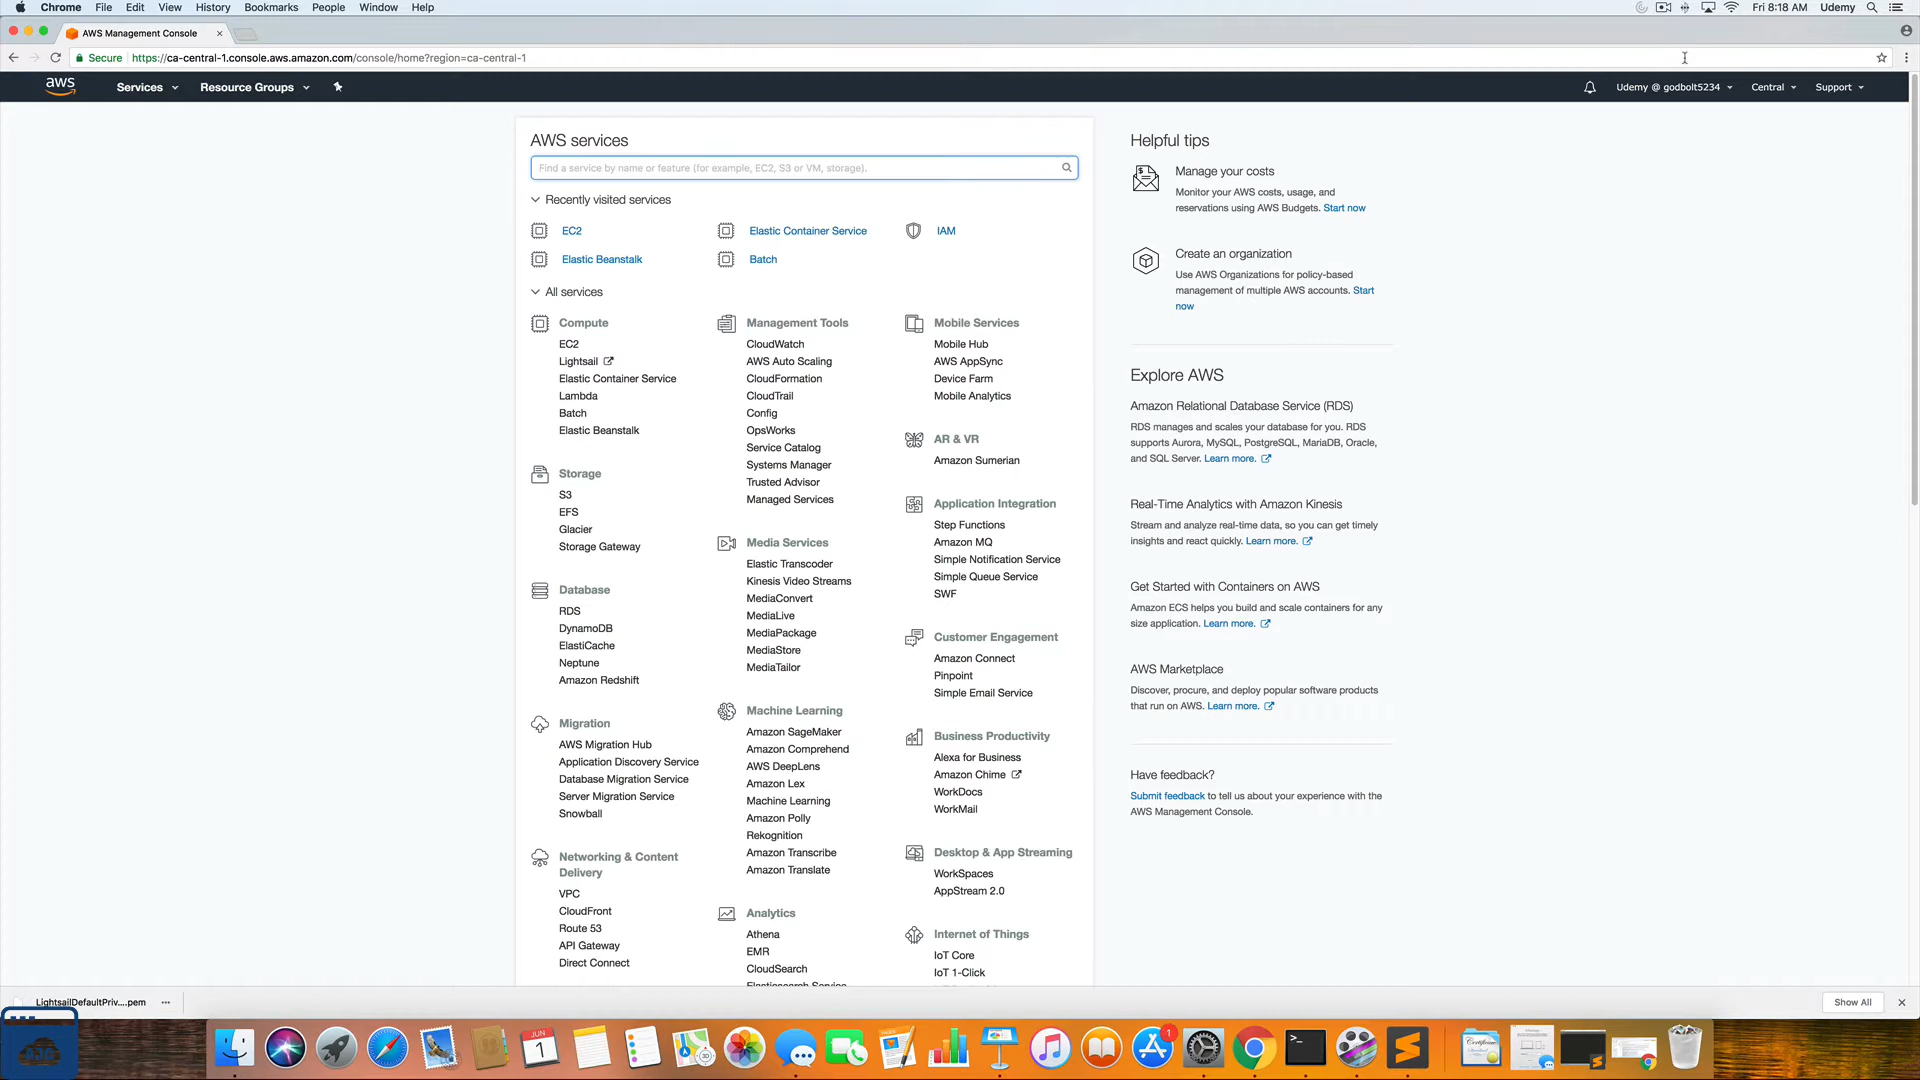 Chrome File Edit View History Bookmarks People Window Help
Fri 8:18 AM Udemy
AWS Management Console
Secure https://ca-central-1.console.aws.amazon.com/console/home?region=ca-central-1
aws Services Resource Groups
Udemy @ godbolt5234 Central Support
AWS services
Find a service by name or feature (for example, EC2, S3 or VM, storage).
Recently visited services
EC2 Elastic Container Service IAM
Elastic Beanstalk Batch
All services
Compute
EC2
Lightsail
Elastic Container Service
Lambda
Batch
Elastic Beanstalk
Storage
S3
EFS
Glacier
Storage Gateway
Database
RDS
DynamoDB
ElastiCache
Neptune
Amazon Redshift
Migration
AWS Migration Hub
Application Discovery Service
Database Migration Service
Server Migration Service
Snowball
Networking & Content
Delivery
VPC
CloudFront
Route 53
API Gateway
Direct Connect
Management Tools
CloudWatch
AWS Auto Scaling
CloudFormation
CloudTrail
Config
OpsWorks
Service Catalog
Systems Manager
Trusted Advisor
Managed Services
Media Services
Elastic Transcoder
Kinesis Video Streams
MediaConvert
MediaLive
MediaPackage
MediaStore
MediaTailor
Machine Learning
Amazon SageMaker
Amazon Comprehend
AWS DeepLens
Amazon Lex
Machine Learning
Amazon Polly
Rekognition
Amazon Transcribe
Amazon Translate
Analytics
Athena
EMR
CloudSearch
Elasticsearch Service
Mobile Services
Mobile Hub
AWS AppSync
Device Farm
Mobile Analytics
AR & VR
Amazon Sumerian
Application Integration
Step Functions
Amazon MQ
Simple Notification Service
Simple Queue Service
SWF
Customer Engagement
Amazon Connect
Pinpoint
Simple Email Service
Business Productivity
Alexa for Business
Amazon Chime
WorkDocs
WorkMail
Desktop & App Streaming
WorkSpaces
AppStream 2.0
Internet of Things
IoT Core
IoT 1-Click
Helpful tips
Manage your costs
Monitor your AWS costs, usage, and
reservations using AWS Budgets. Start now
Create an organization
Use AWS Organizations for policy-based
management of multiple AWS accounts. Start
now
Explore AWS
Amazon Relational Database Service (RDS)
RDS manages and scales your database for you. RDS
supports Aurora, MySQL, PostgreSQL, MariaDB, Oracle,
and SQL Server. Learn more.
Real-Time Analytics with Amazon Kinesis
Stream and analyze real-time data, so you can get timely
insights and react quickly. Learn more.
Get Started with Containers on AWS
Amazon ECS helps you build and scale containers for any
size application. Learn more.
AWS Marketplace
Discover, procure, and deploy popular software products
that run on AWS. Learn more.
Have feedback?
Submit feedback to tell us about your experience with the
AWS Management Console.
LightsailDefaultPriv....pem
Show All
JUN
1
3D
1